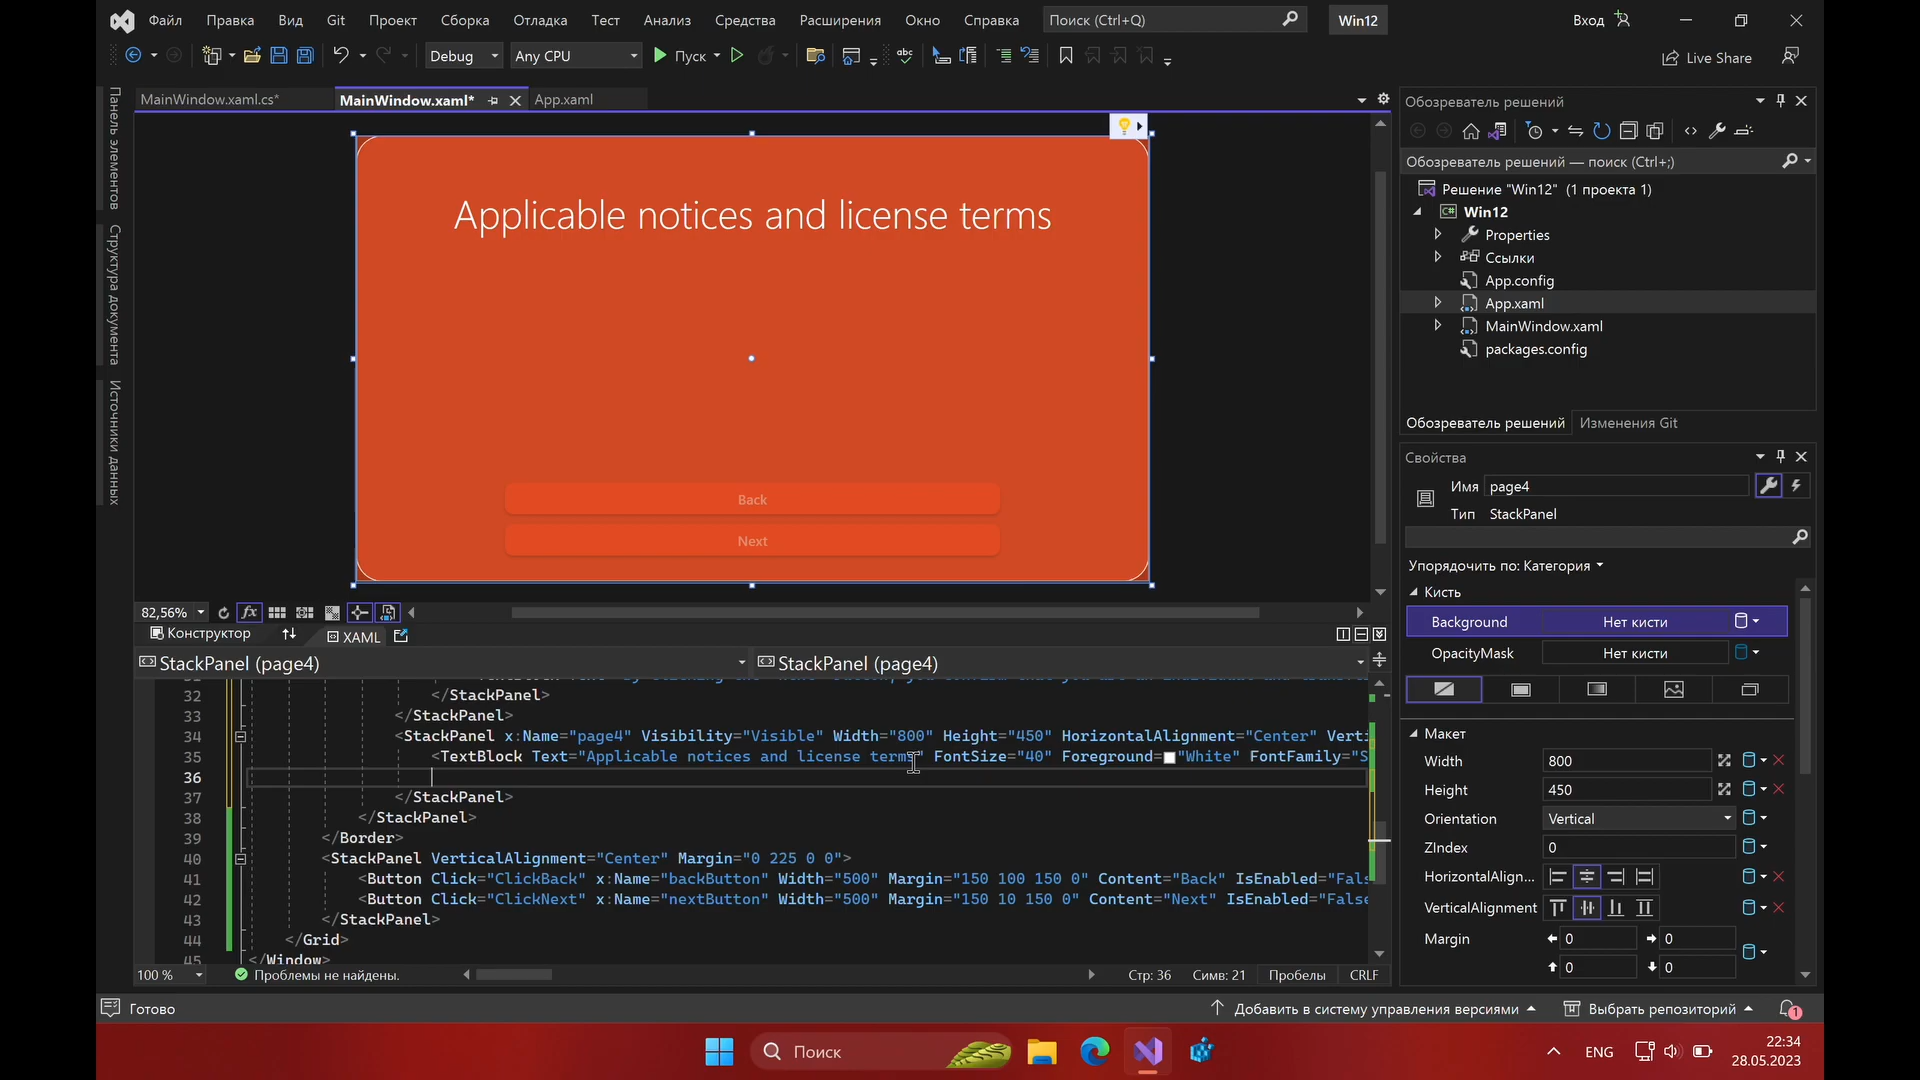 Файл Правка Вид Git Проект Сборка Отладка Тест Анализ Средства Расширения Окно Справка Поиск (Ctrl+Q) Win12 Вход
Debug Any CPU Пуск abc Live Share
MainWindow.xaml.cs* MainWindow.xaml* App.xaml
Панель элементов
Структура документа
Источники данных
Applicable notices and license terms
Back
Next
82,56% fx
Конструктор XAML
StackPanel (page4) StackPanel (page4)
32 </StackPanel>
33 </StackPanel>
34 <StackPanel x:Name="page4" Visibility="Visible" Width="800" Height="450" HorizontalAlignment="Center" Verti
35 <TextBlock Text="Applicable notices and license terms" FontSize="40" Foreground="White" FontFamily="S
36
37 </StackPanel>
38 </StackPanel>
39 </Border>
40 <StackPanel VerticalAlignment="Center" Margin="0 225 0 0">
41 <Button Click="ClickBack" x:Name="backButton" Width="500" Margin="150 100 150 0" Content="Back" IsEnabled="Fals
42 <Button Click="ClickNext" x:Name="nextButton" Width="500" Margin="150 10 150 0" Content="Next" IsEnabled="False
43 </StackPanel>
44 </Grid>
45 </Window>
100 % Проблемы не найдены. Стр: 36 Симв: 21 Пробелы CRLF
Обозреватель решений
Обозреватель решений — поиск (Ctrl+;)
Решение "Win12" (1 проекта 1)
C# Win12
Properties
Ссылки
App.config
App.xaml
MainWindow.xaml
packages.config
Обозреватель решений Изменения Git
Свойства
Имя page4
Тип StackPanel
Упорядочить по: Категория
Кисть
Background Нет кисти
OpacityMask Нет кисти
Макет
Width 800
Height 450
Orientation Vertical
ZIndex 0
HorizontalAlign...
VerticalAlignment
Margin 0 0
0 0
Готово Добавить в систему управления версиями Выбрать репозиторий 1
Поиск ENG 22:34
28.05.2023